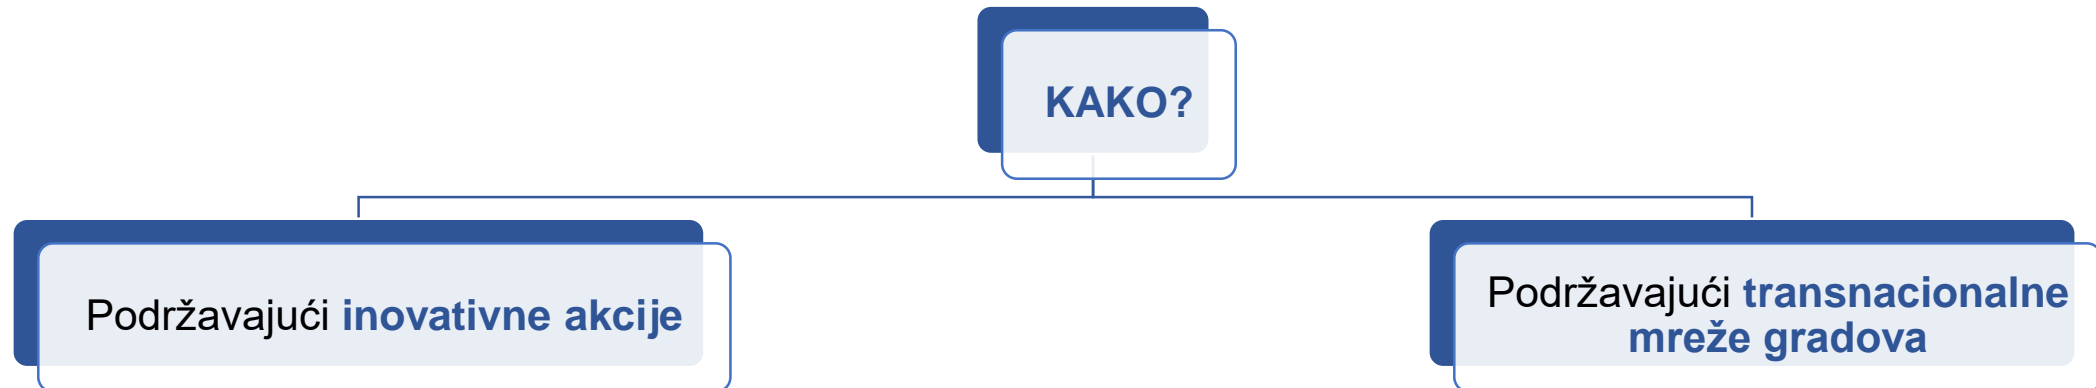 KAKO?
Podržavajući inovativne akcije
Podržavajući transnacionalne
mreže gradova